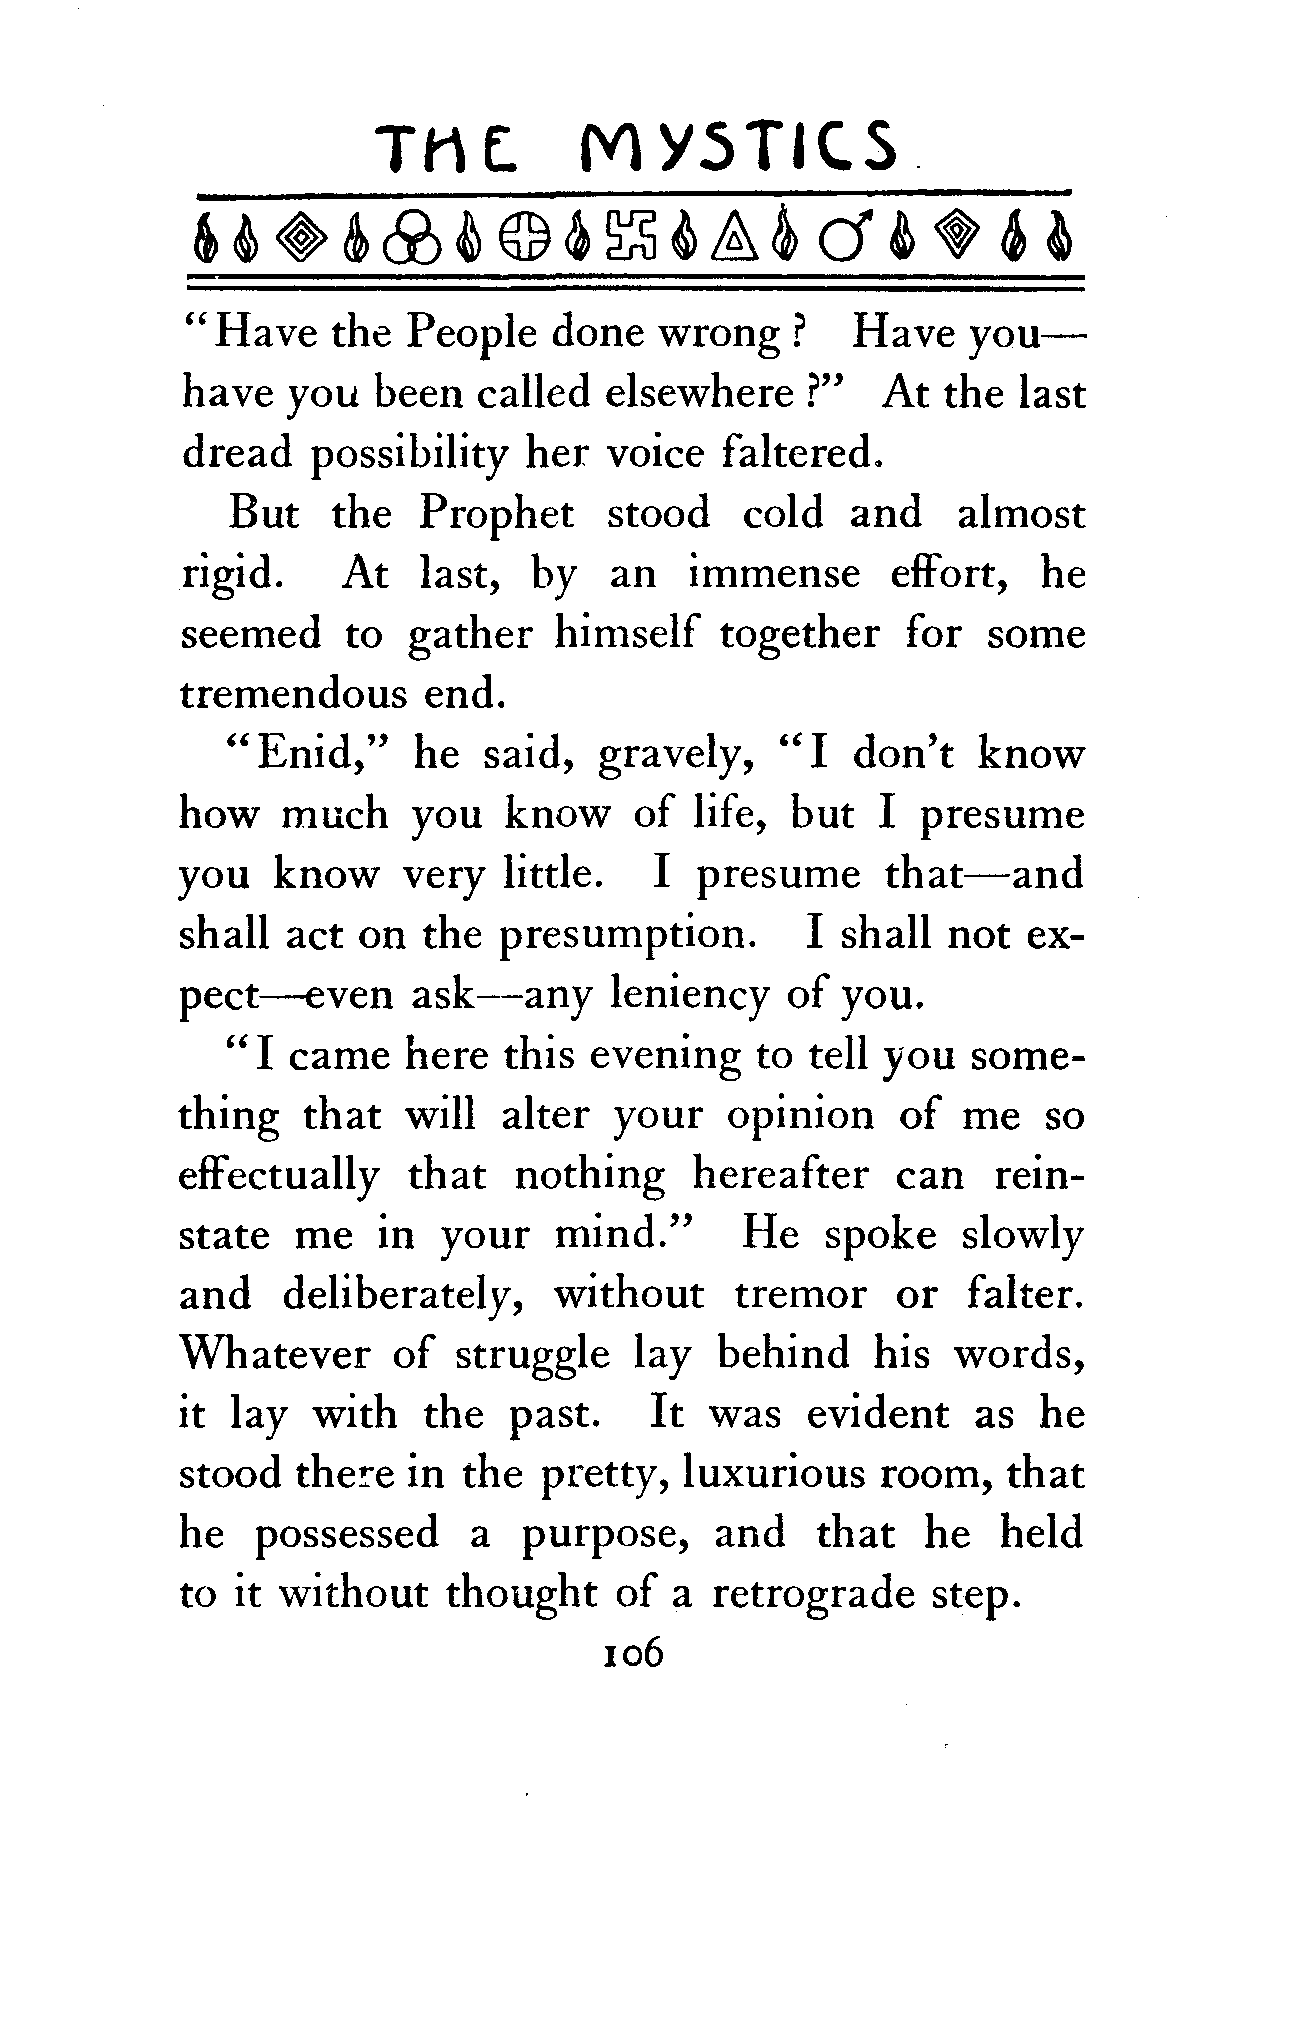 THE MYSTICS
"Have the People done wrong? Have you—
have you been called elsewhere?" At the last
dread possibility her voice faltered.
But the Prophet stood cold and almost
rigid. At last, by an immense effort, he
seemed to gather himself together for some
tremendous end.
"Enid," he said, gravely, "I don't know
how much you know of life, but I presume
you know very little. I presume that—and
shall act on the presumption. I shall not ex-
pect—even ask—any leniency of you.
"I came here this evening to tell you some-
thing that will alter your opinion of me so
effectually that nothing hereafter can rein-
state me in your mind." He spoke slowly
and deliberately, without tremor or falter.
Whatever of struggle lay behind his words,
it lay with the past. It was evident as he
stood there in the pretty, luxurious room, that
he possessed a purpose, and that he held
to it without thought of a retrograde step.
106